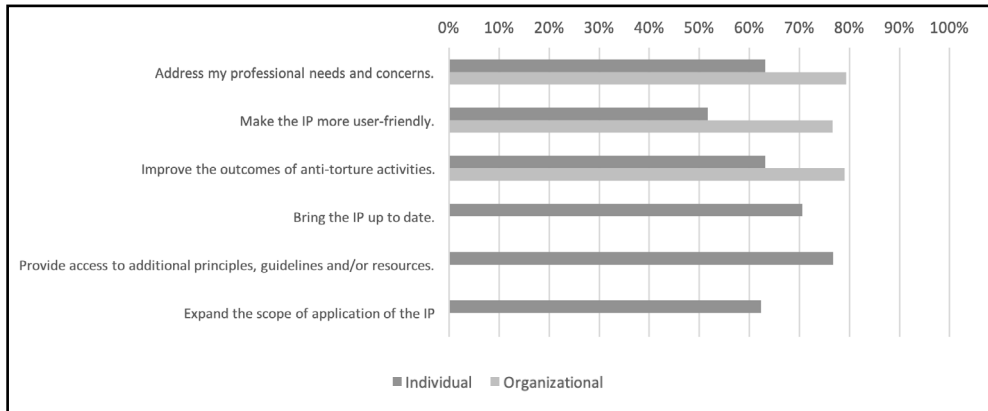 0% 10% 20% 30% 40% 50% 60% 70% 80% 90% 100%
Address my professional needs and concerns.
Make the IP more user-friendly.
Improve the outcomes of anti-torture activities.
Bring the IP up to date.
Provide access to additional principles, guidelines and/or resources.
Expand the scope of application of the IP
Individual Organizational